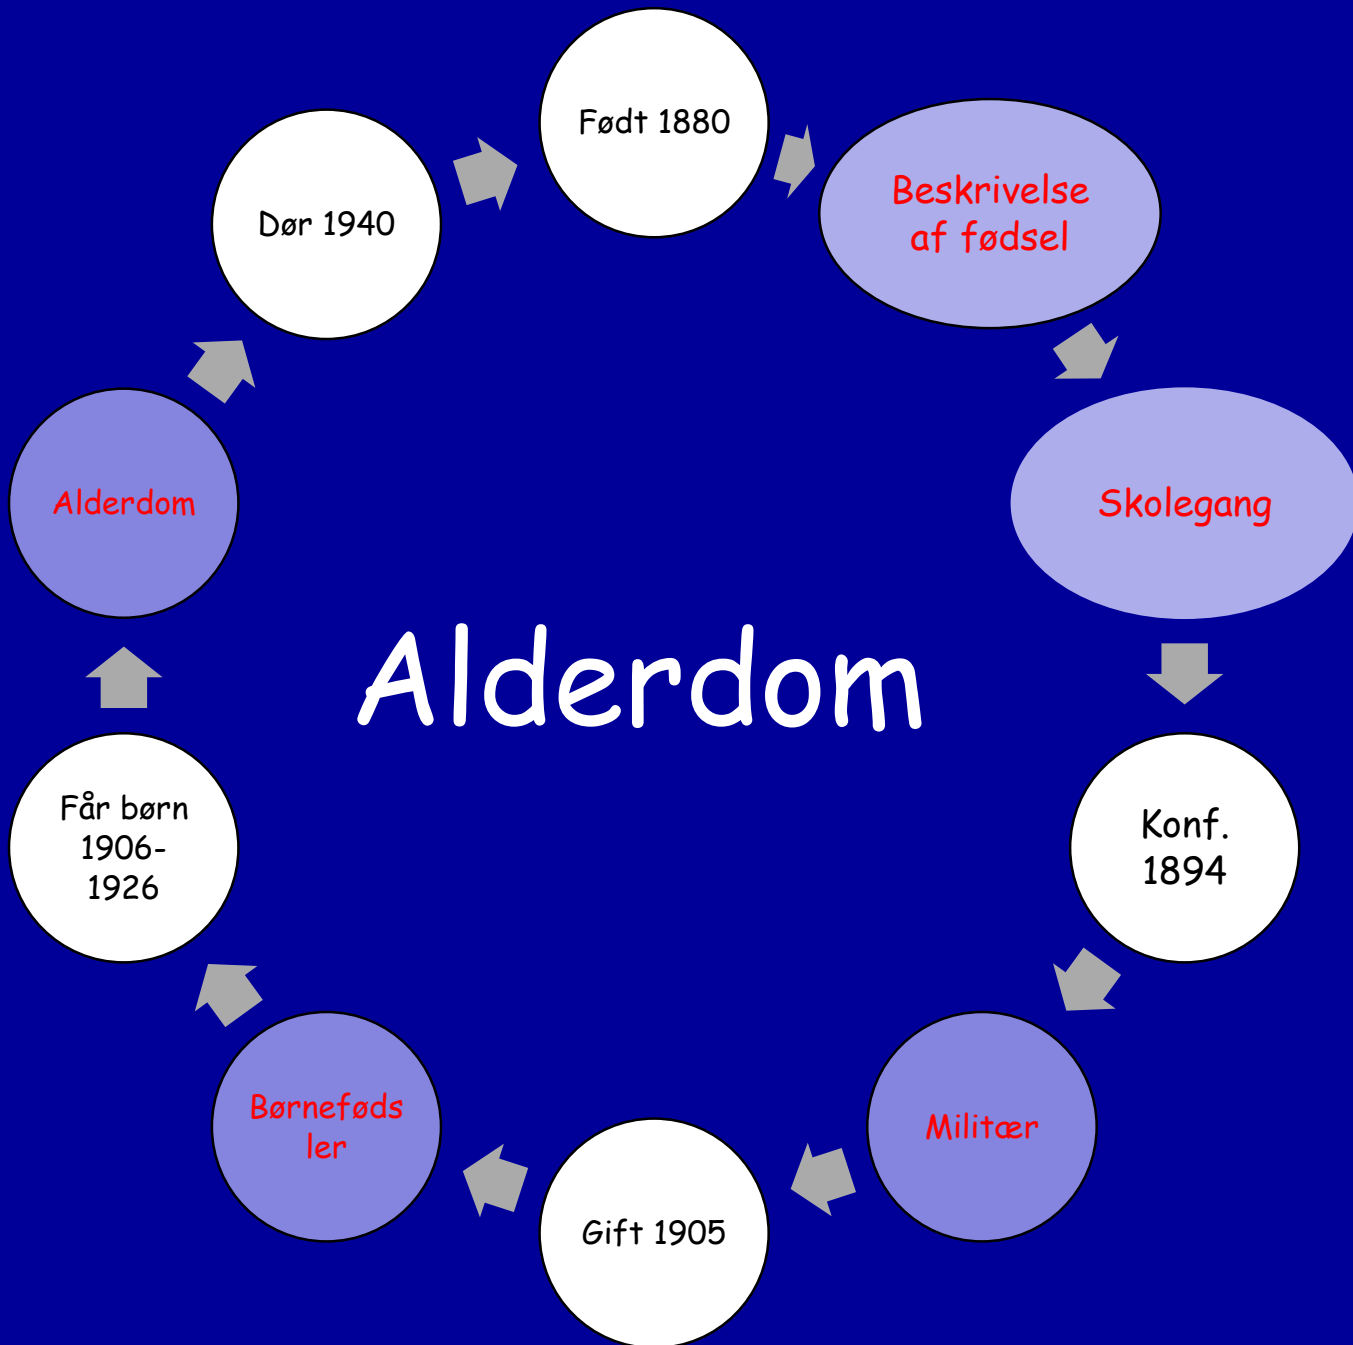 Født 1880
Beskrivelse
af fødsel
Skolegang
Konf.
1894
Militær
Gift 1905
Børneføds
ler
Får børn
1906-
1926
Alderdom
Dør 1940
Alderdom